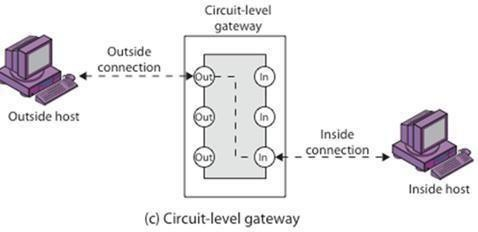 Circuit-level
gateway
Outside
connection
Out
In
Outside host
Out
In
Inside
connection
Out
In
Inside host
(c) Circuit-level gateway